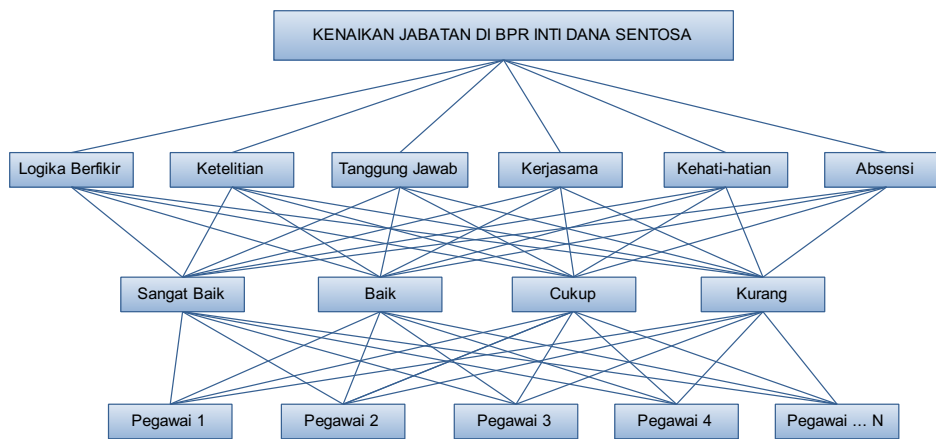 KENAIKAN JABATAN DI BPR INTI DANA SENTOSA
Logika Berfikir
Ketelitian
Tanggung Jawab
Kerjasama
Kehati-hatian
Absensi
Sangat Baik
Baik
Cukup
Kurang
Pegawai 1
Pegawai 2
Pegawai 3
Pegawai 4
Pegawai ... N